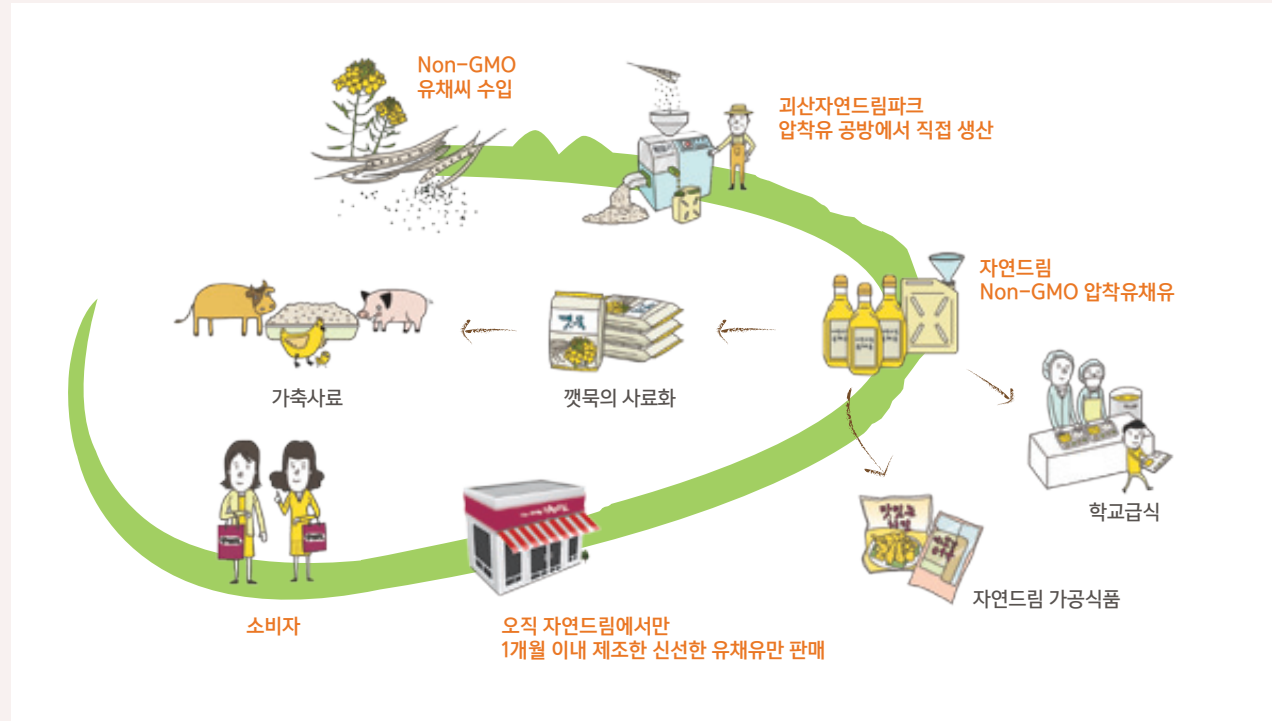 Non-GMO
유채씨 수입
괴산자연드림파크
압착유 공방에서 직접 생산
자연드림
Non-GMO 압착유채유
가축사료
깻묵
깻묵의 사료화
학교급식
자연드림 가공식품
소비자
오직 자연드림에서만
1개월 이내 제조한 신선한 유채유만 판매